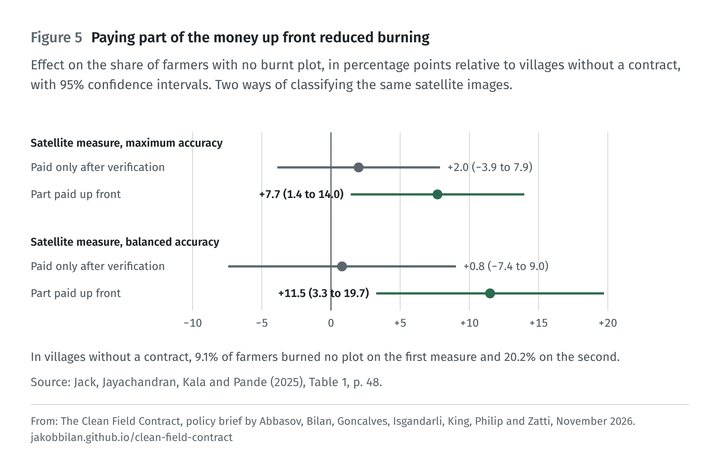 Figure 5 Paying part of the money up front reduced burning
Effect on the share of farmers with no burnt plot, in percentage points relative to villages without a contract,
with 95% confidence intervals. Two ways of classifying the same satellite images.
Satellite measure, maximum accuracy
Paid only after verification +2.0 (−3.9 to 7.9)
Part paid up front +7.7 (1.4 to 14.0)
Satellite measure, balanced accuracy
Paid only after verification +0.8 (−7.4 to 9.0)
Part paid up front +11.5 (3.3 to 19.7)
−10 −5 0 +5 +10 +15 +20
In villages without a contract, 9.1% of farmers burned no plot on the first measure and 20.2% on the second.
Source: Jack, Jayachandran, Kala and Pande (2025), Table 1, p. 48.
From: The Clean Field Contract, policy brief by Abbasov, Bilan, Goncalves, Isgandarli, King, Philip and Zatti, November 2026.
jakobbilan.github.io/clean-field-contract